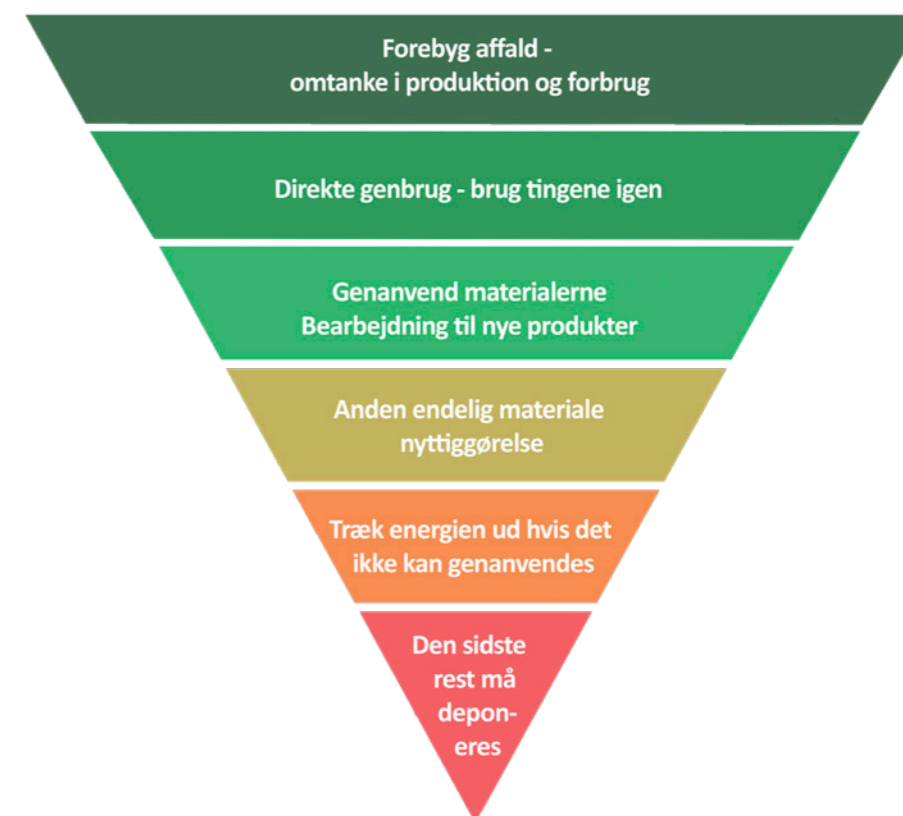 Forebyg affald -
omtanke i produktion og forbrug
Direkte genbrug - brug tingene igen
Genanvend materialerne
Bearbejdning til nye produkter
Anden endelig materiale
nyttiggørelse
Træk energien ud hvis det
ikke kan genanvendes
Den sidste
rest må
depon-
eres